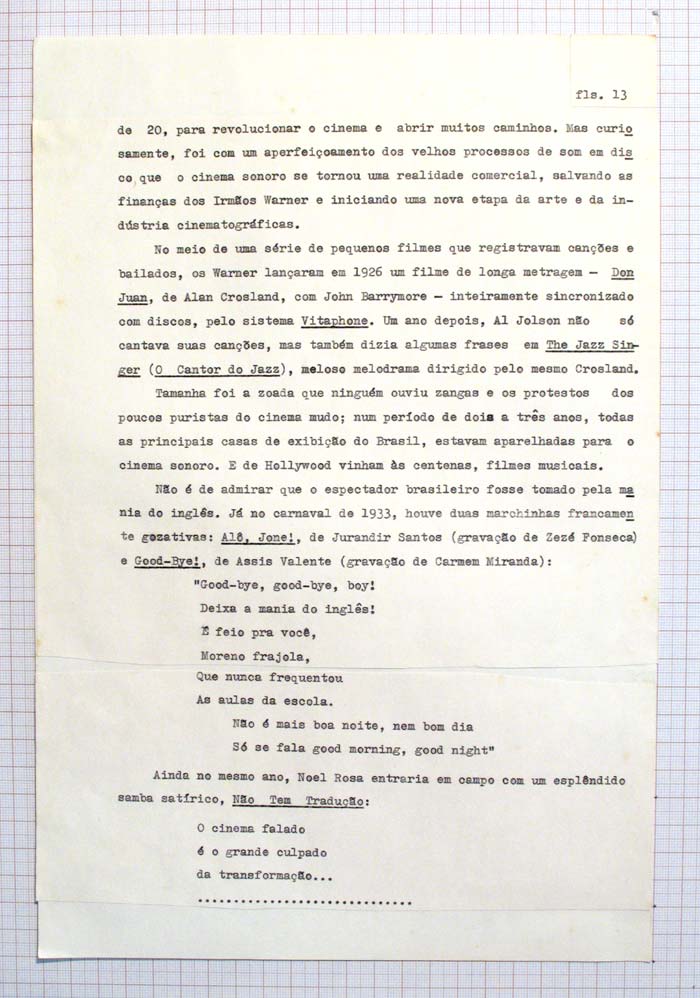 fls. 13
de 20, para revolucionar o cinema e abrir muitos caminhos. Mas curio
samente, foi com um aperfeiçoamento dos velhos processos de som em dis
co, que o cinema sonoro se tornou uma realidade comercial, salvando as
finanças dos Irmãos Warner e iniciando uma nova etapa da arte e da in-
dústria cinematográficas.
No meio de uma série de pequenos filmes que registravam canções e
bailados, os Warner lançaram em 1926 um filme de longa metragem - Don
Juan, de Alan Crosland, com John Barrymore - inteiramente sincronizado
com discos, pelo sistema Vitaphone. Um ano depois, Al Jolson não só
cantava suas canções, mas também dizia algumas frases em The Jazz Sin-
ger (O Cantor do Jazz), meloso melodrama dirigido pelo mesmo Crosland.
Tamanha foi a zoada que ninguém ouviu zangas e os protestos dos
poucos puristas do cinema mudo; num período de dois a três anos, todas
as principais casas de exibição do Brasil, estavam aparelhadas para o
cinema sonoro. E de Hollywood vinham às centenas, filmes musicais.
Não é de admirar que o espectador brasileiro fosse tomado pela ma
nia do inglês. Já no carnaval de 1933, houve duas marchinhas francamen
te gozativas: Alô, Jone!, de Jurandir Santos (gravação de Zezé Fonseca)
e Good-Bye!, de Assis Valente (gravação de Carmem Miranda):
"Good-bye, good-bye, boy!
Deixa a mania do inglês!
É feio pra você,
Moreno frajola,
Que nunca frequentou
As aulas da escola.
Não é mais boa noite, nem bom dia
Só se fala good morning, good night"
Ainda no mesmo ano, Noel Rosa entraria em campo com um esplêndido
samba satírico, Não Tem Tradução:
O cinema falado
é o grande culpado
da transformação...
..............................